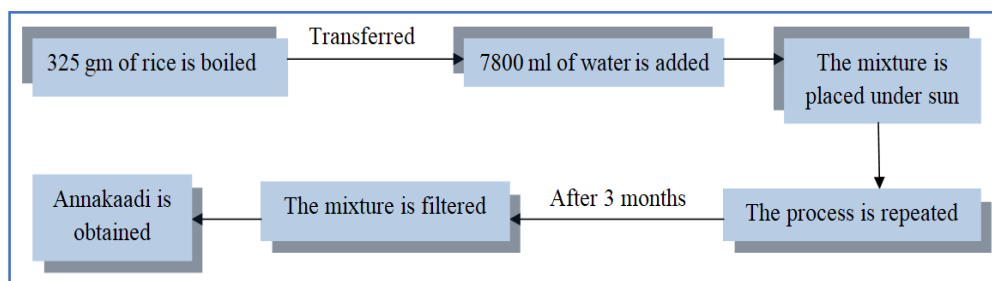 325 gm of rice is boiled
Transferred
7800 ml of water is added
The mixture is
placed under sun
The process is repeated
After 3 months
The mixture is filtered
Annakaadi is
obtained